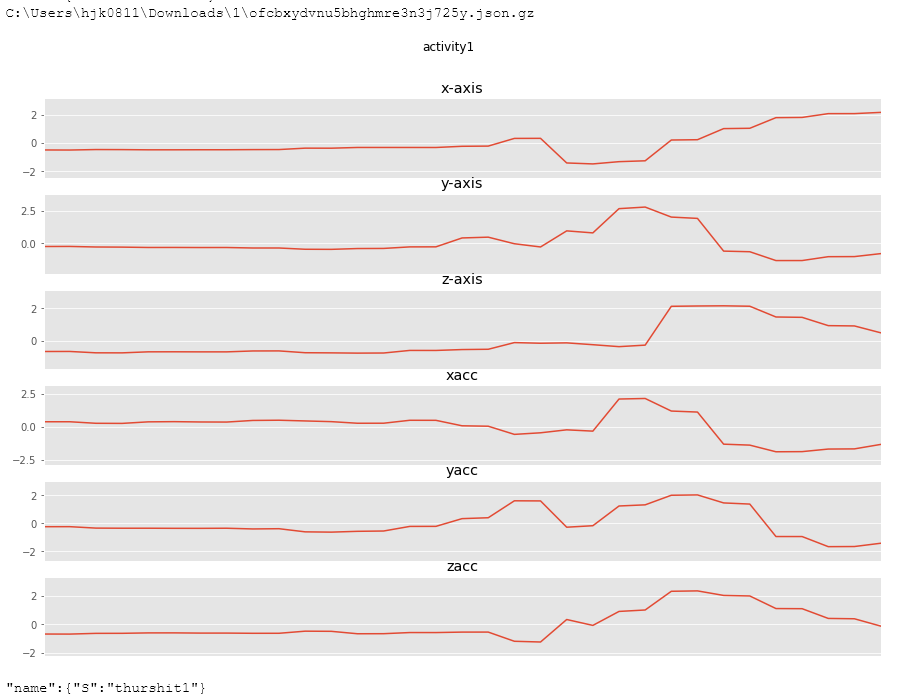 C:\Users\hjk0811\Downloads\1\ofcbxydvnu5bhghmre3n3j725y.json.gz
activity1
x-axis
2
0
−2
y-axis
2.5
0.0
z-axis
2
0
xacc
2.5
0.0
−2.5
yacc
2
0
−2
zacc
2
0
−2
"name":{"S":"thurshit1"}